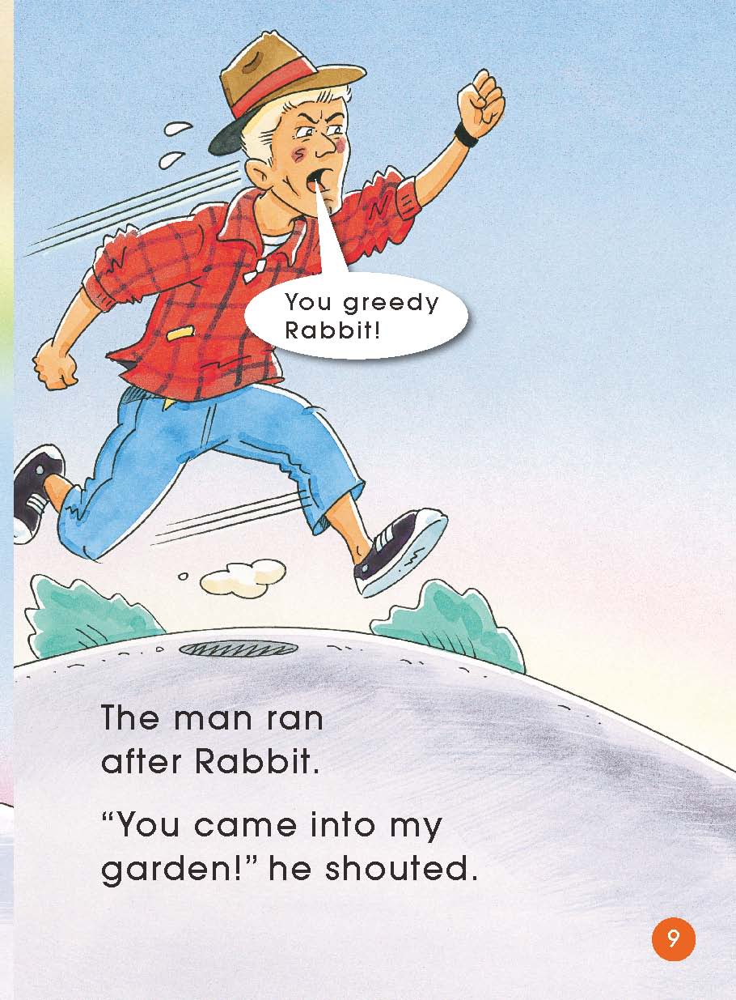 You greedy
Rabbit!
The man ran
after Rabbit.
“You came into my
garden!” he shouted.
9